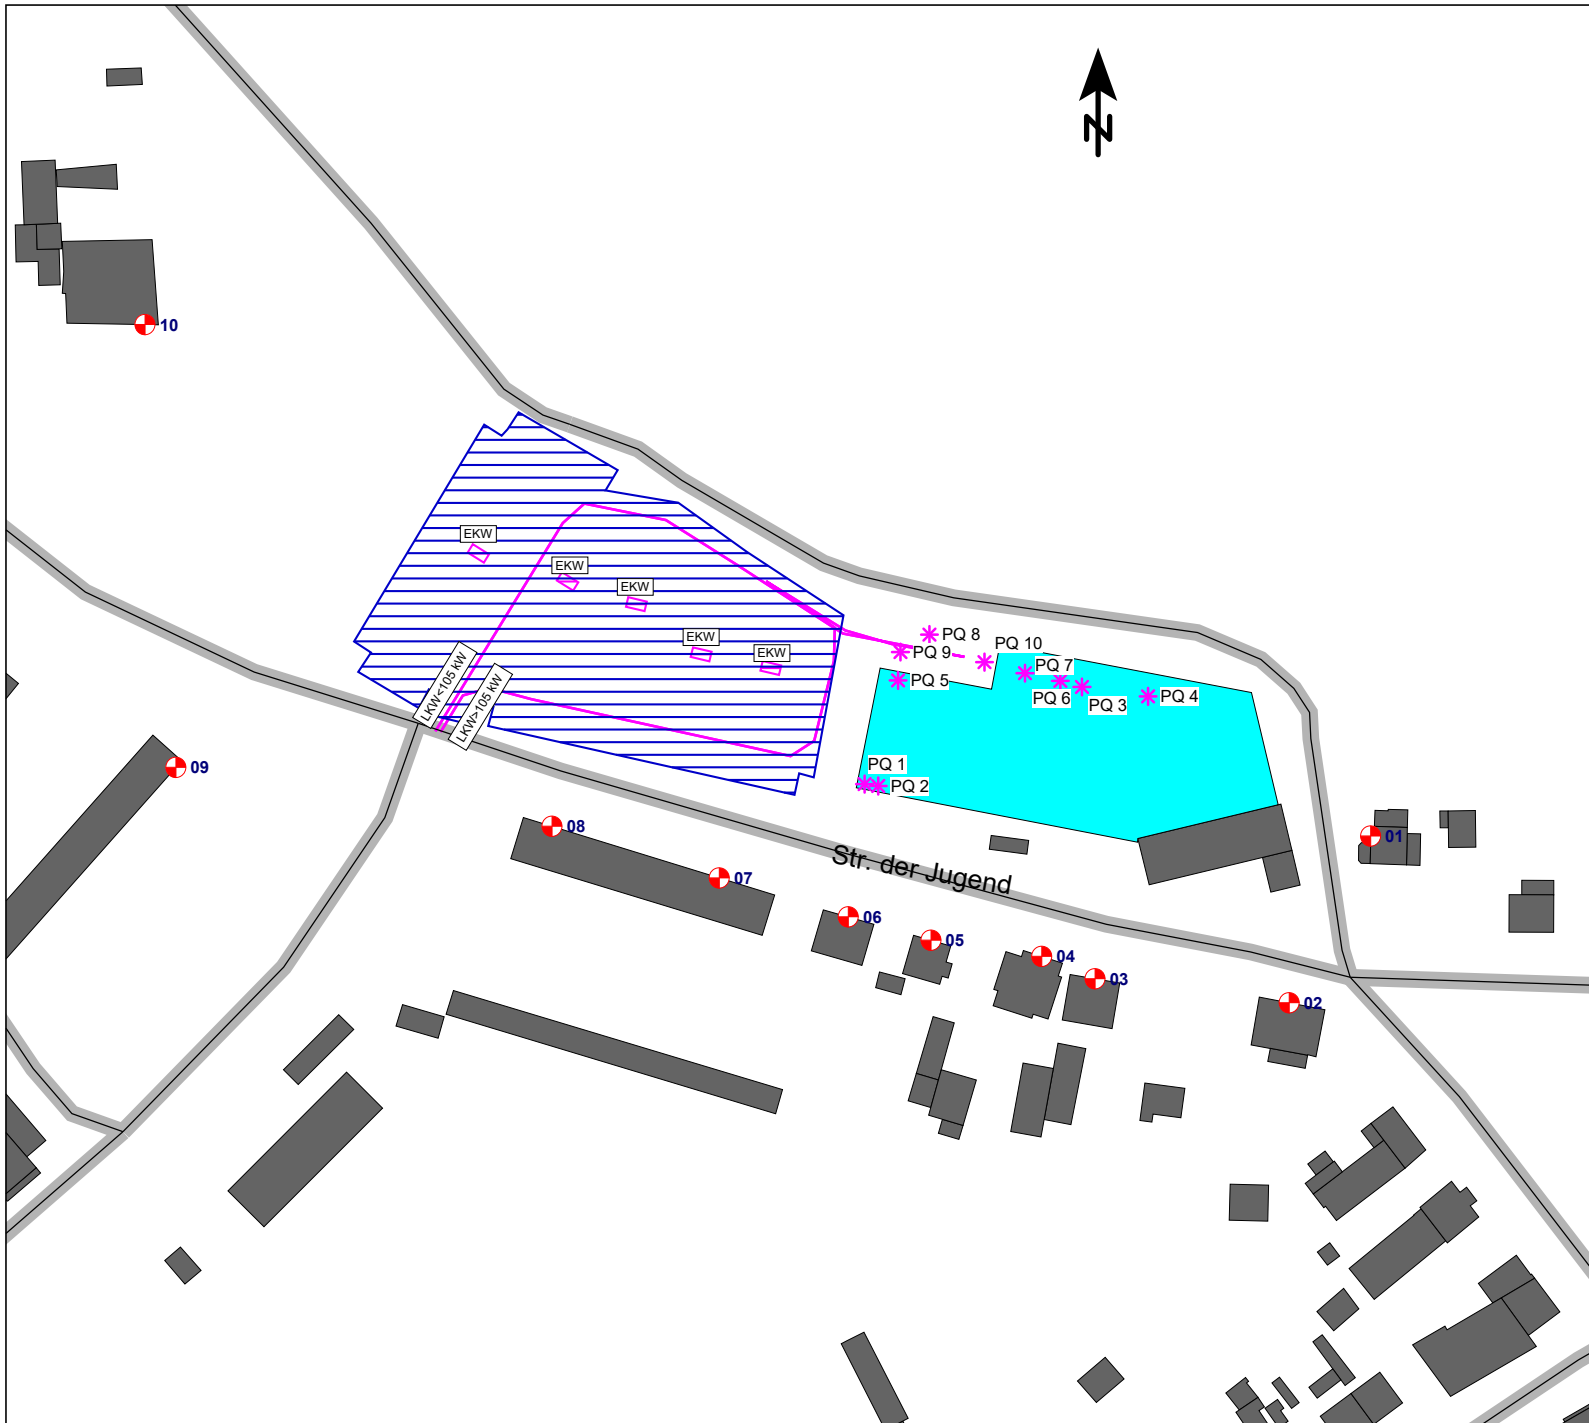 N
10
EKW
EKW
EKW
EKW
EKW
LKW<105 kW
LKW>105 kW
PQ 8
PQ 9
PQ 10
PQ 7
PQ 5
PQ 6
PQ 3
PQ 4
PQ 1
PQ 2
09
08
07
01
Str. der Jugend
06
05
04
03
02